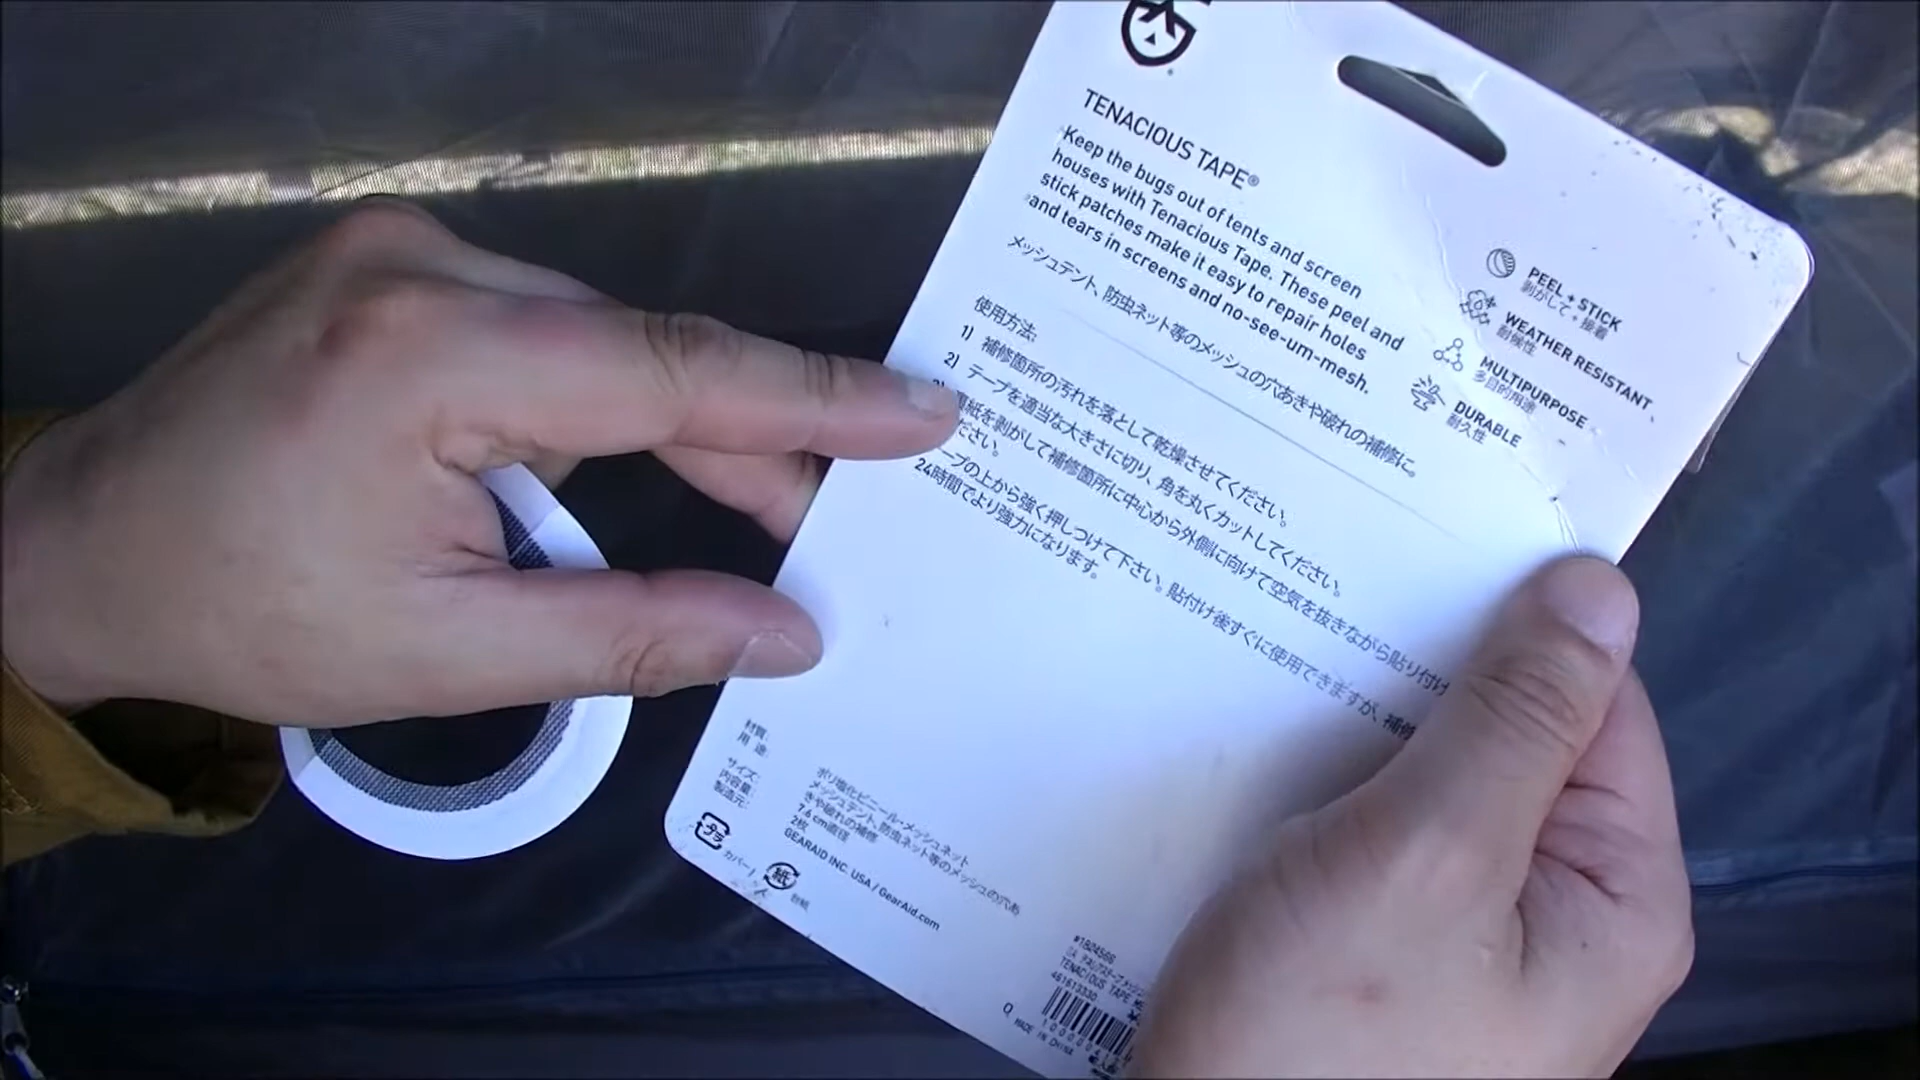 TENACIOUS TAPE®
Keep the bugs out of tents and screen
houses with Tenacious Tape. These peel and
stick patches make it easy to repair holes
and tears in screens and no-see-um-mesh.
メッシュテント、防虫ネット等のメッシュの穴あきや破れの補修に。
PEEL + STICK
剥がして + 接着
WEATHER RESISTANT
耐候性
MULTIPURPOSE
多目的用途
DURABLE
耐久性
使用方法:
1) 補修箇所の汚れを落として乾燥させてください。
2) テープを適当な大きさに切り、角を丸くカットしてください。
裏紙を剥がして補修箇所に中心から外側に向けて空気を抜きながら貼り付け
ださい。
ープの上から強く押しつけて下さい。貼付け後すぐに使用できますが、補修
24時間でより強力になります。
材質: ポリ塩化ビニール・メッシュネット
用 途: メッシュテント、防虫ネット等のメッシュの穴あ
きや破れの補修
サイズ: 7.6 cm直径
内容量: 2枚
製造元: GEARAID INC. USA / GearAid.com
プラ
カバー
紙
台紙
#1824566
TENACIOUS TAPE
461613330
MADE IN CHINA